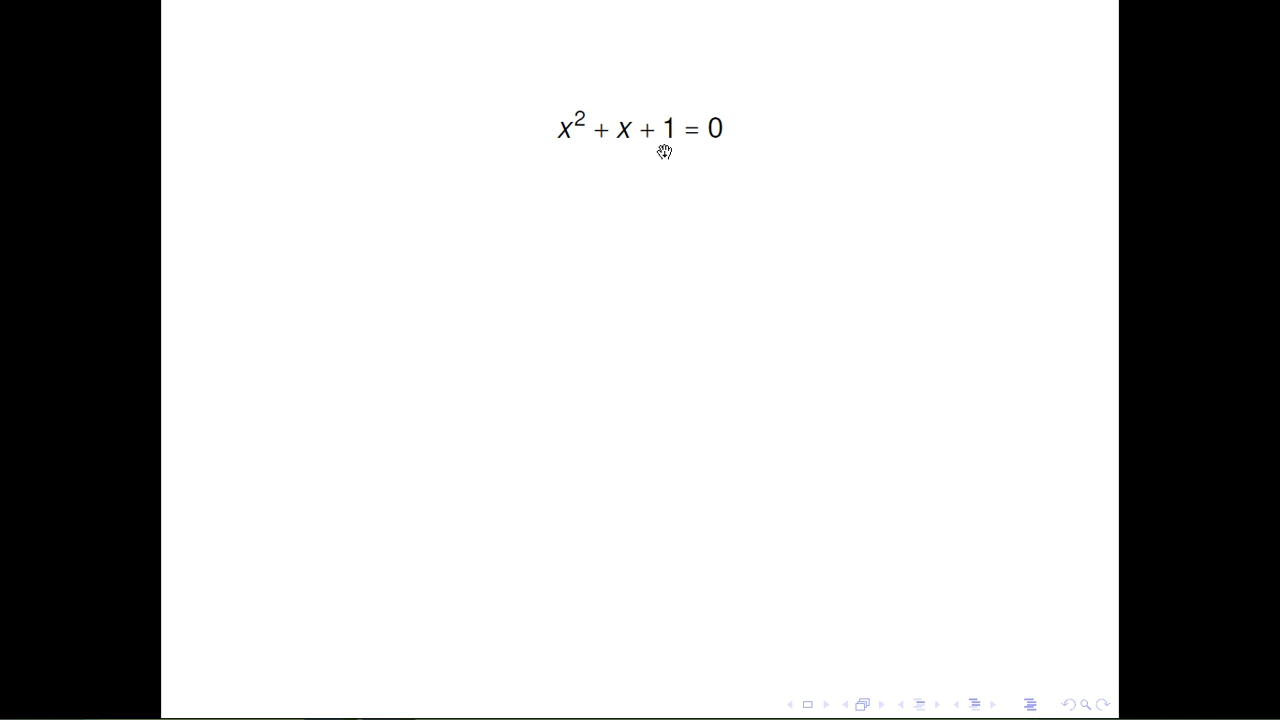 x² + x + 1 = 0